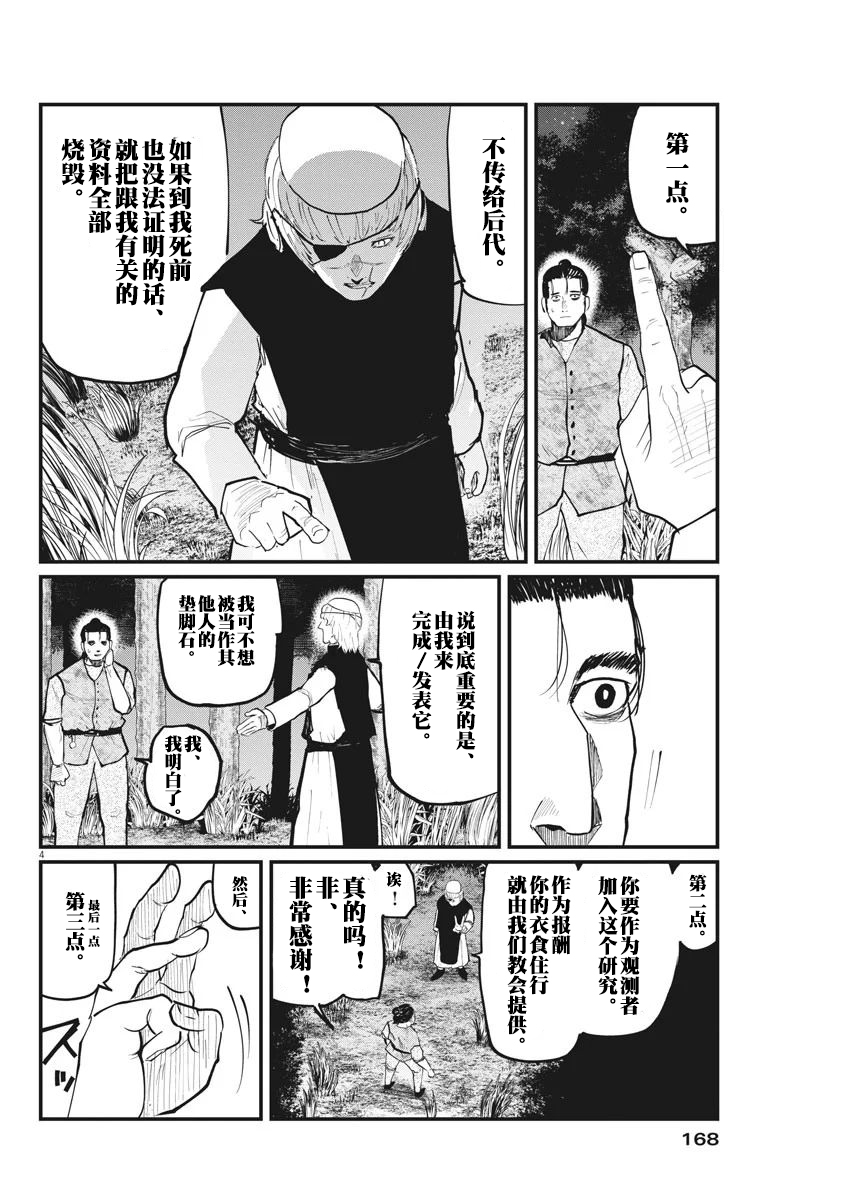 第一点。
不传给后代。
如果到我死前
也没法证明的话、
就把跟我有关的
资料全部
烧毁。
说到底重要的是、
由我来
完成/发表它。
我可不想
被当作其
他人的
垫脚石。
我、
我明白了。
第二点。
你要作为观测者
加入这个研究。
作为报酬
你的衣食住行
就由我们教会提供。
诶！
真的吗！
非、
非常感谢！
然后、
最后一点
第三点。
スッ
4
168